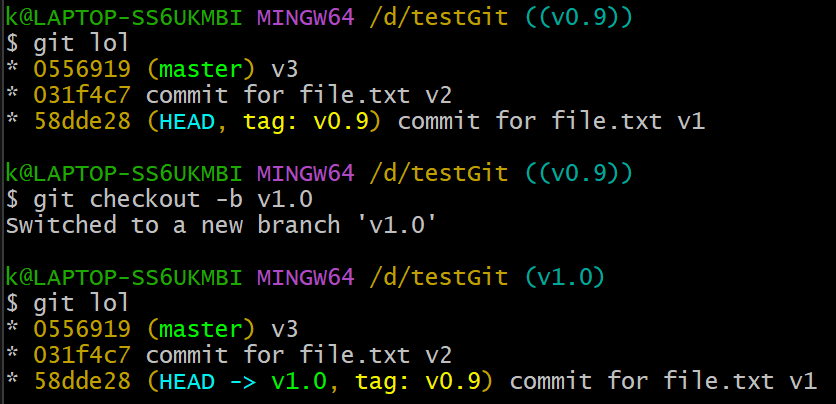 k@LAPTOP-SS6UKMBI MINGW64 /d/testGit ((v0.9))
$ git lol
* 0556919 (master) v3
* 031f4c7 commit for file.txt v2
* 58dde28 (HEAD, tag: v0.9) commit for file.txt v1
k@LAPTOP-SS6UKMBI MINGW64 /d/testGit ((v0.9))
$ git checkout -b v1.0
Switched to a new branch 'v1.0'
k@LAPTOP-SS6UKMBI MINGW64 /d/testGit (v1.0)
$ git lol
* 0556919 (master) v3
* 031f4c7 commit for file.txt v2
* 58dde28 (HEAD -> v1.0, tag: v0.9) commit for file.txt v1